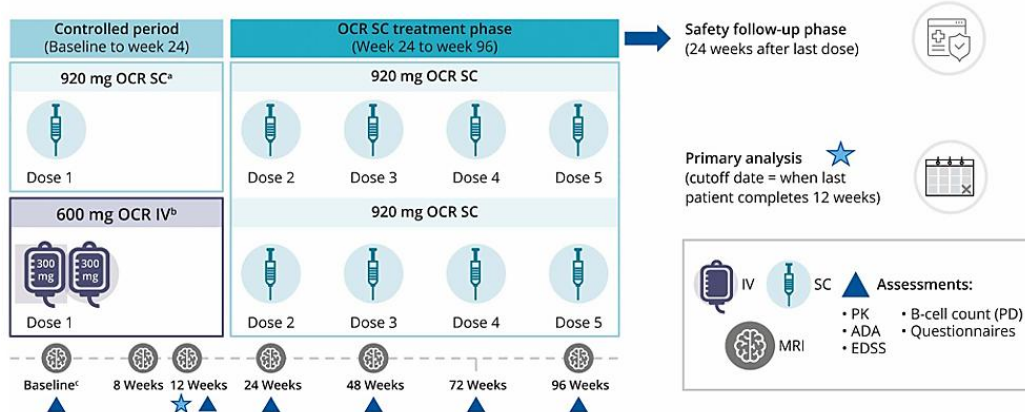 Controlled period
(Baseline to week 24)
OCR SC treatment phase
(Week 24 to week 96)
920 mg OCR SCᵃ
920 mg OCR SC
Dose 1
Dose 2
Dose 3
Dose 4
Dose 5
600 mg OCR IVᵇ
920 mg OCR SC
300
mg
300
mg
Dose 1
Dose 2
Dose 3
Dose 4
Dose 5
Baselineᶜ
8 Weeks
12 Weeks
24 Weeks
48 Weeks
72 Weeks
96 Weeks
Safety follow-up phase
(24 weeks after last dose)
Primary analysis
(cutoff date = when last
patient completes 12 weeks)
IV
SC
Assessments:
• PK
• ADA
• EDSS
• B-cell count (PD)
• Questionnaires
MRI